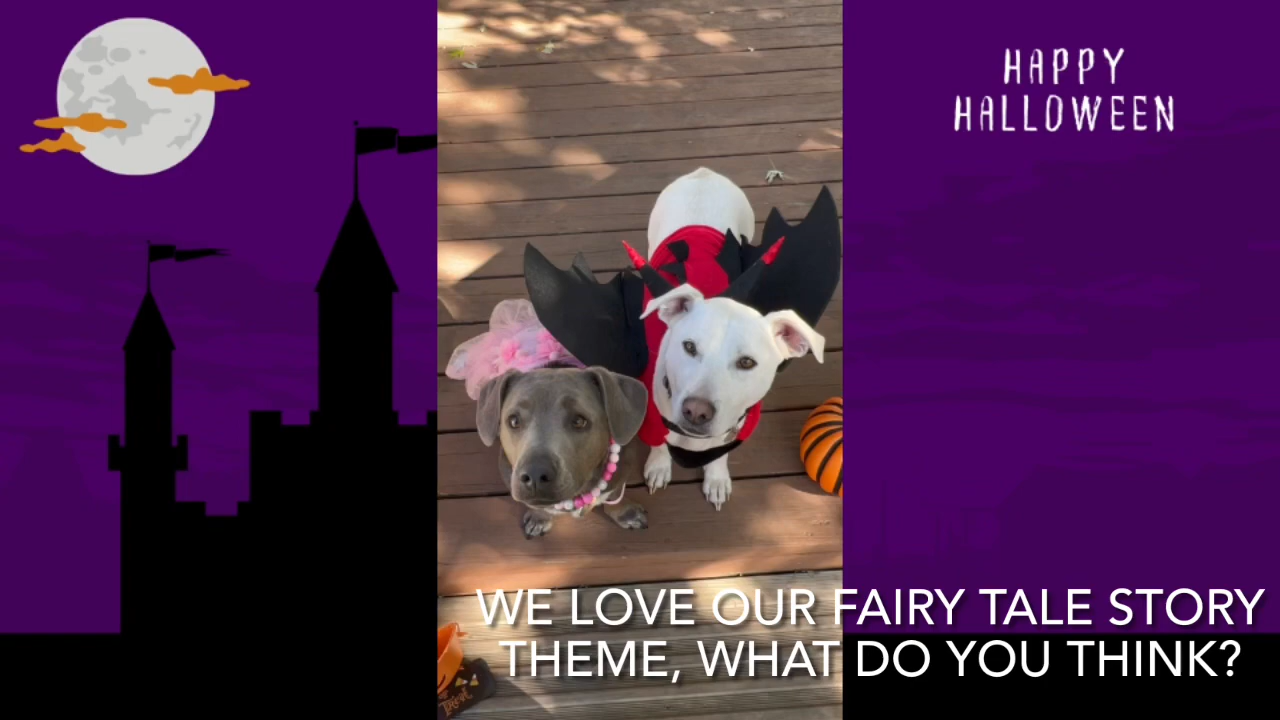 HAPPY
HALLOWEEN
WE LOVE OUR FAIRY TALE STORY
THEME, WHAT DO YOU THINK?